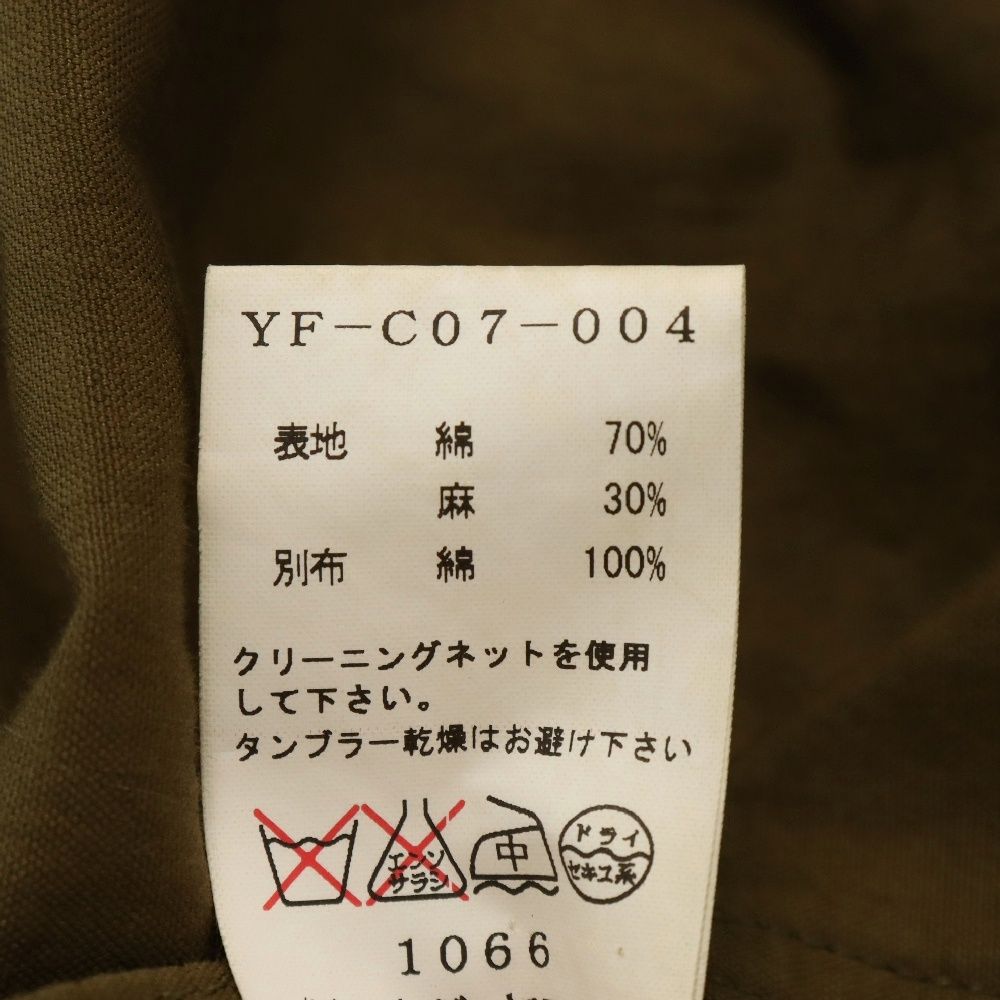 YF-C07-004
表地 綿 70%
麻 30%
別布 綿 100%
クリーニングネットを使用
して下さい。
タンブラー乾燥はお避け下さい
エンソ
サラシ
中
ドライ
セキユ系
1066